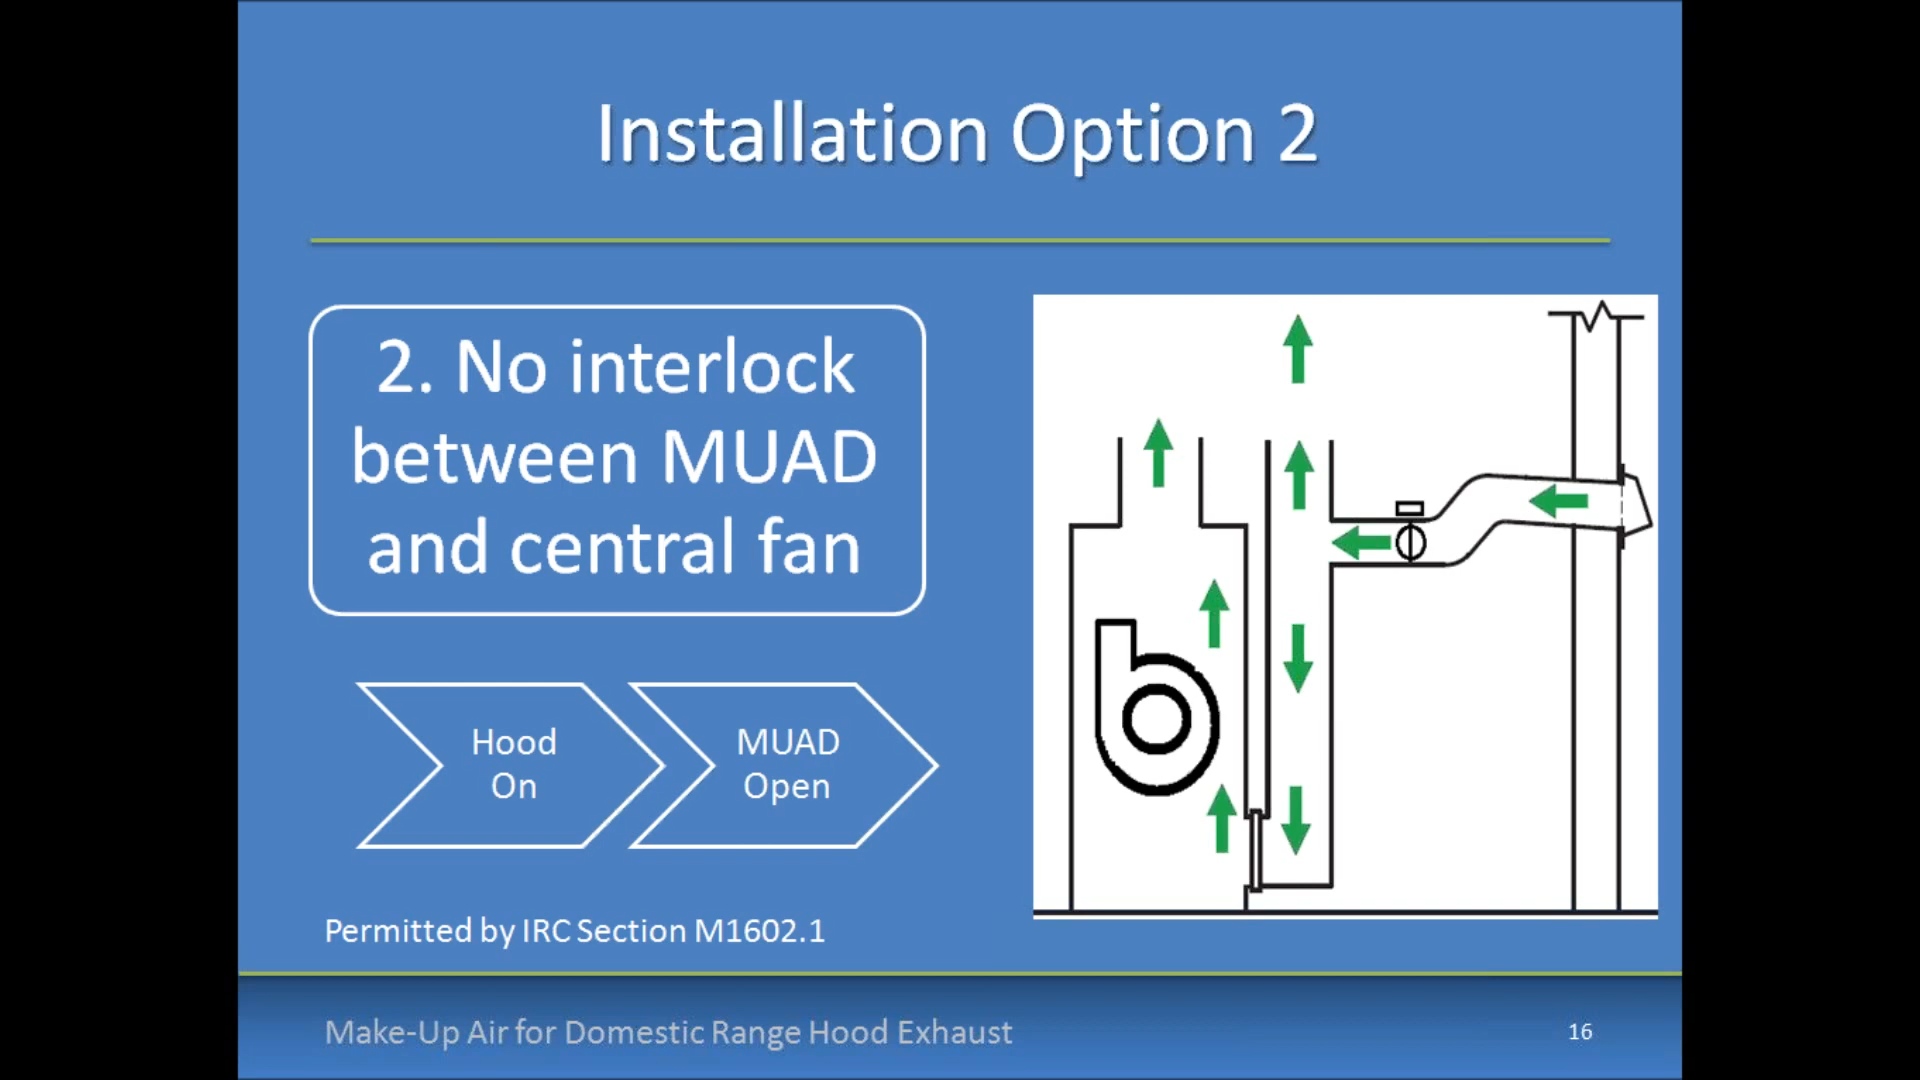 Installation Option 2
2. No interlock
between MUAD
and central fan
Hood
On
MUAD
Open
Permitted by IRC Section M1602.1
Make-Up Air for Domestic Range Hood Exhaust
16